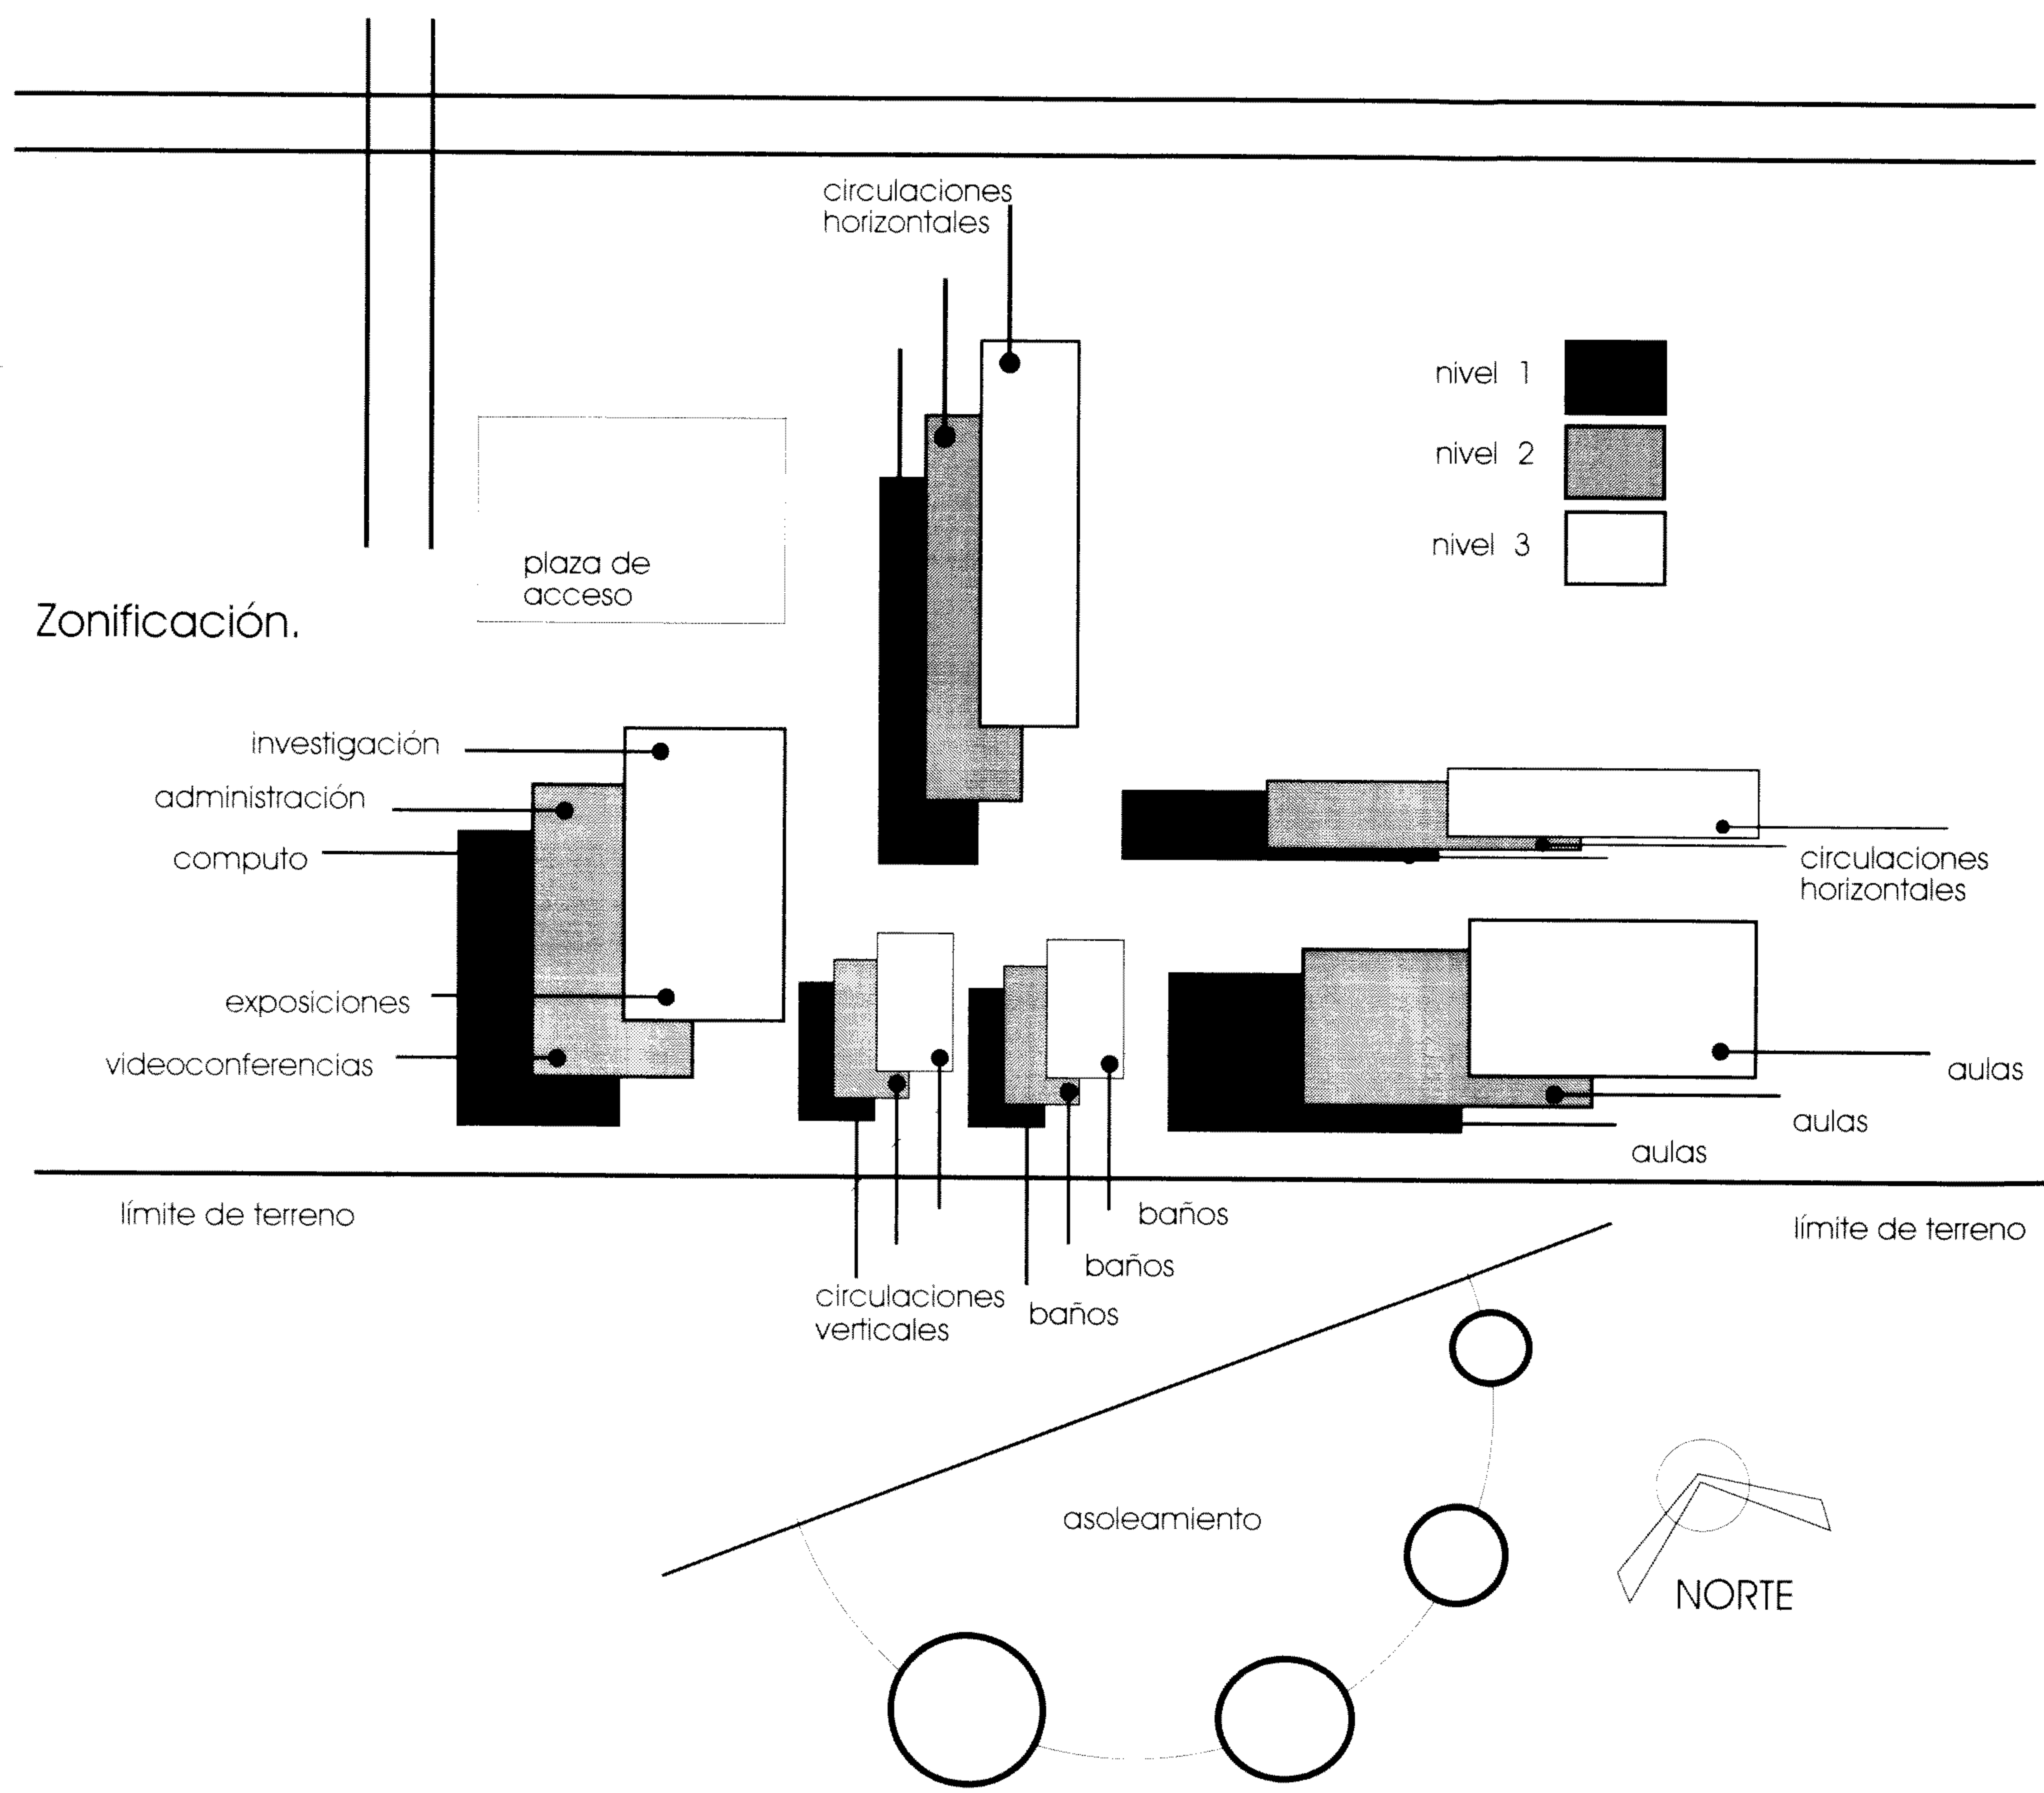 circulaciones
horizontales
nivel 1
nivel 2
nivel 3
plaza de
acceso
Zonificación.
investigación
administración
computo
circulaciones
horizontales
exposiciones
videoconferencias
aulas
aulas
aulas
límite de terreno
baños
límite de terreno
baños
circulaciones
verticales
baños
asoleamiento
NORTE